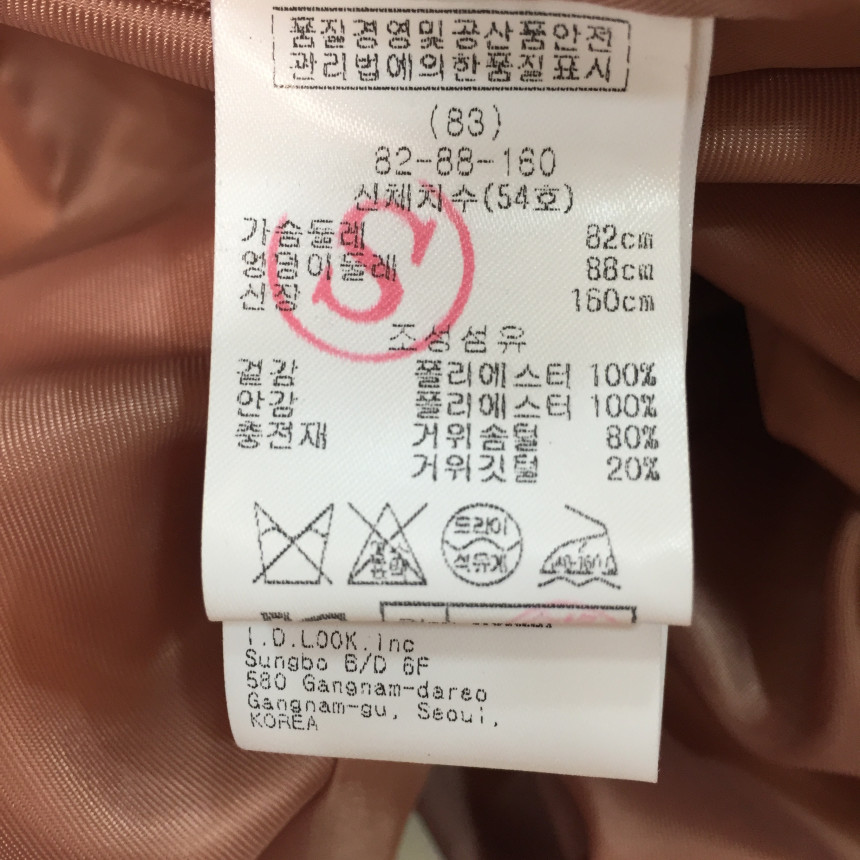 품질경영및공산품안전
관리법에의한품질표시
(83)
82-88-160
신체치수(54호)
S
가슴둘레 82cm
엉덩이둘레 88cm
신장 160cm
조성섬유
겉감 폴리에스터 100%
안감 폴리에스터 100%
충전재 거위솜털 80%
거위깃털 20%
드라이
석유계
I.D.LOOK.inc
Sungbo B/D 6F
580 Gangnam-dareo
Gangnam-gu, Seoul,
KOREA